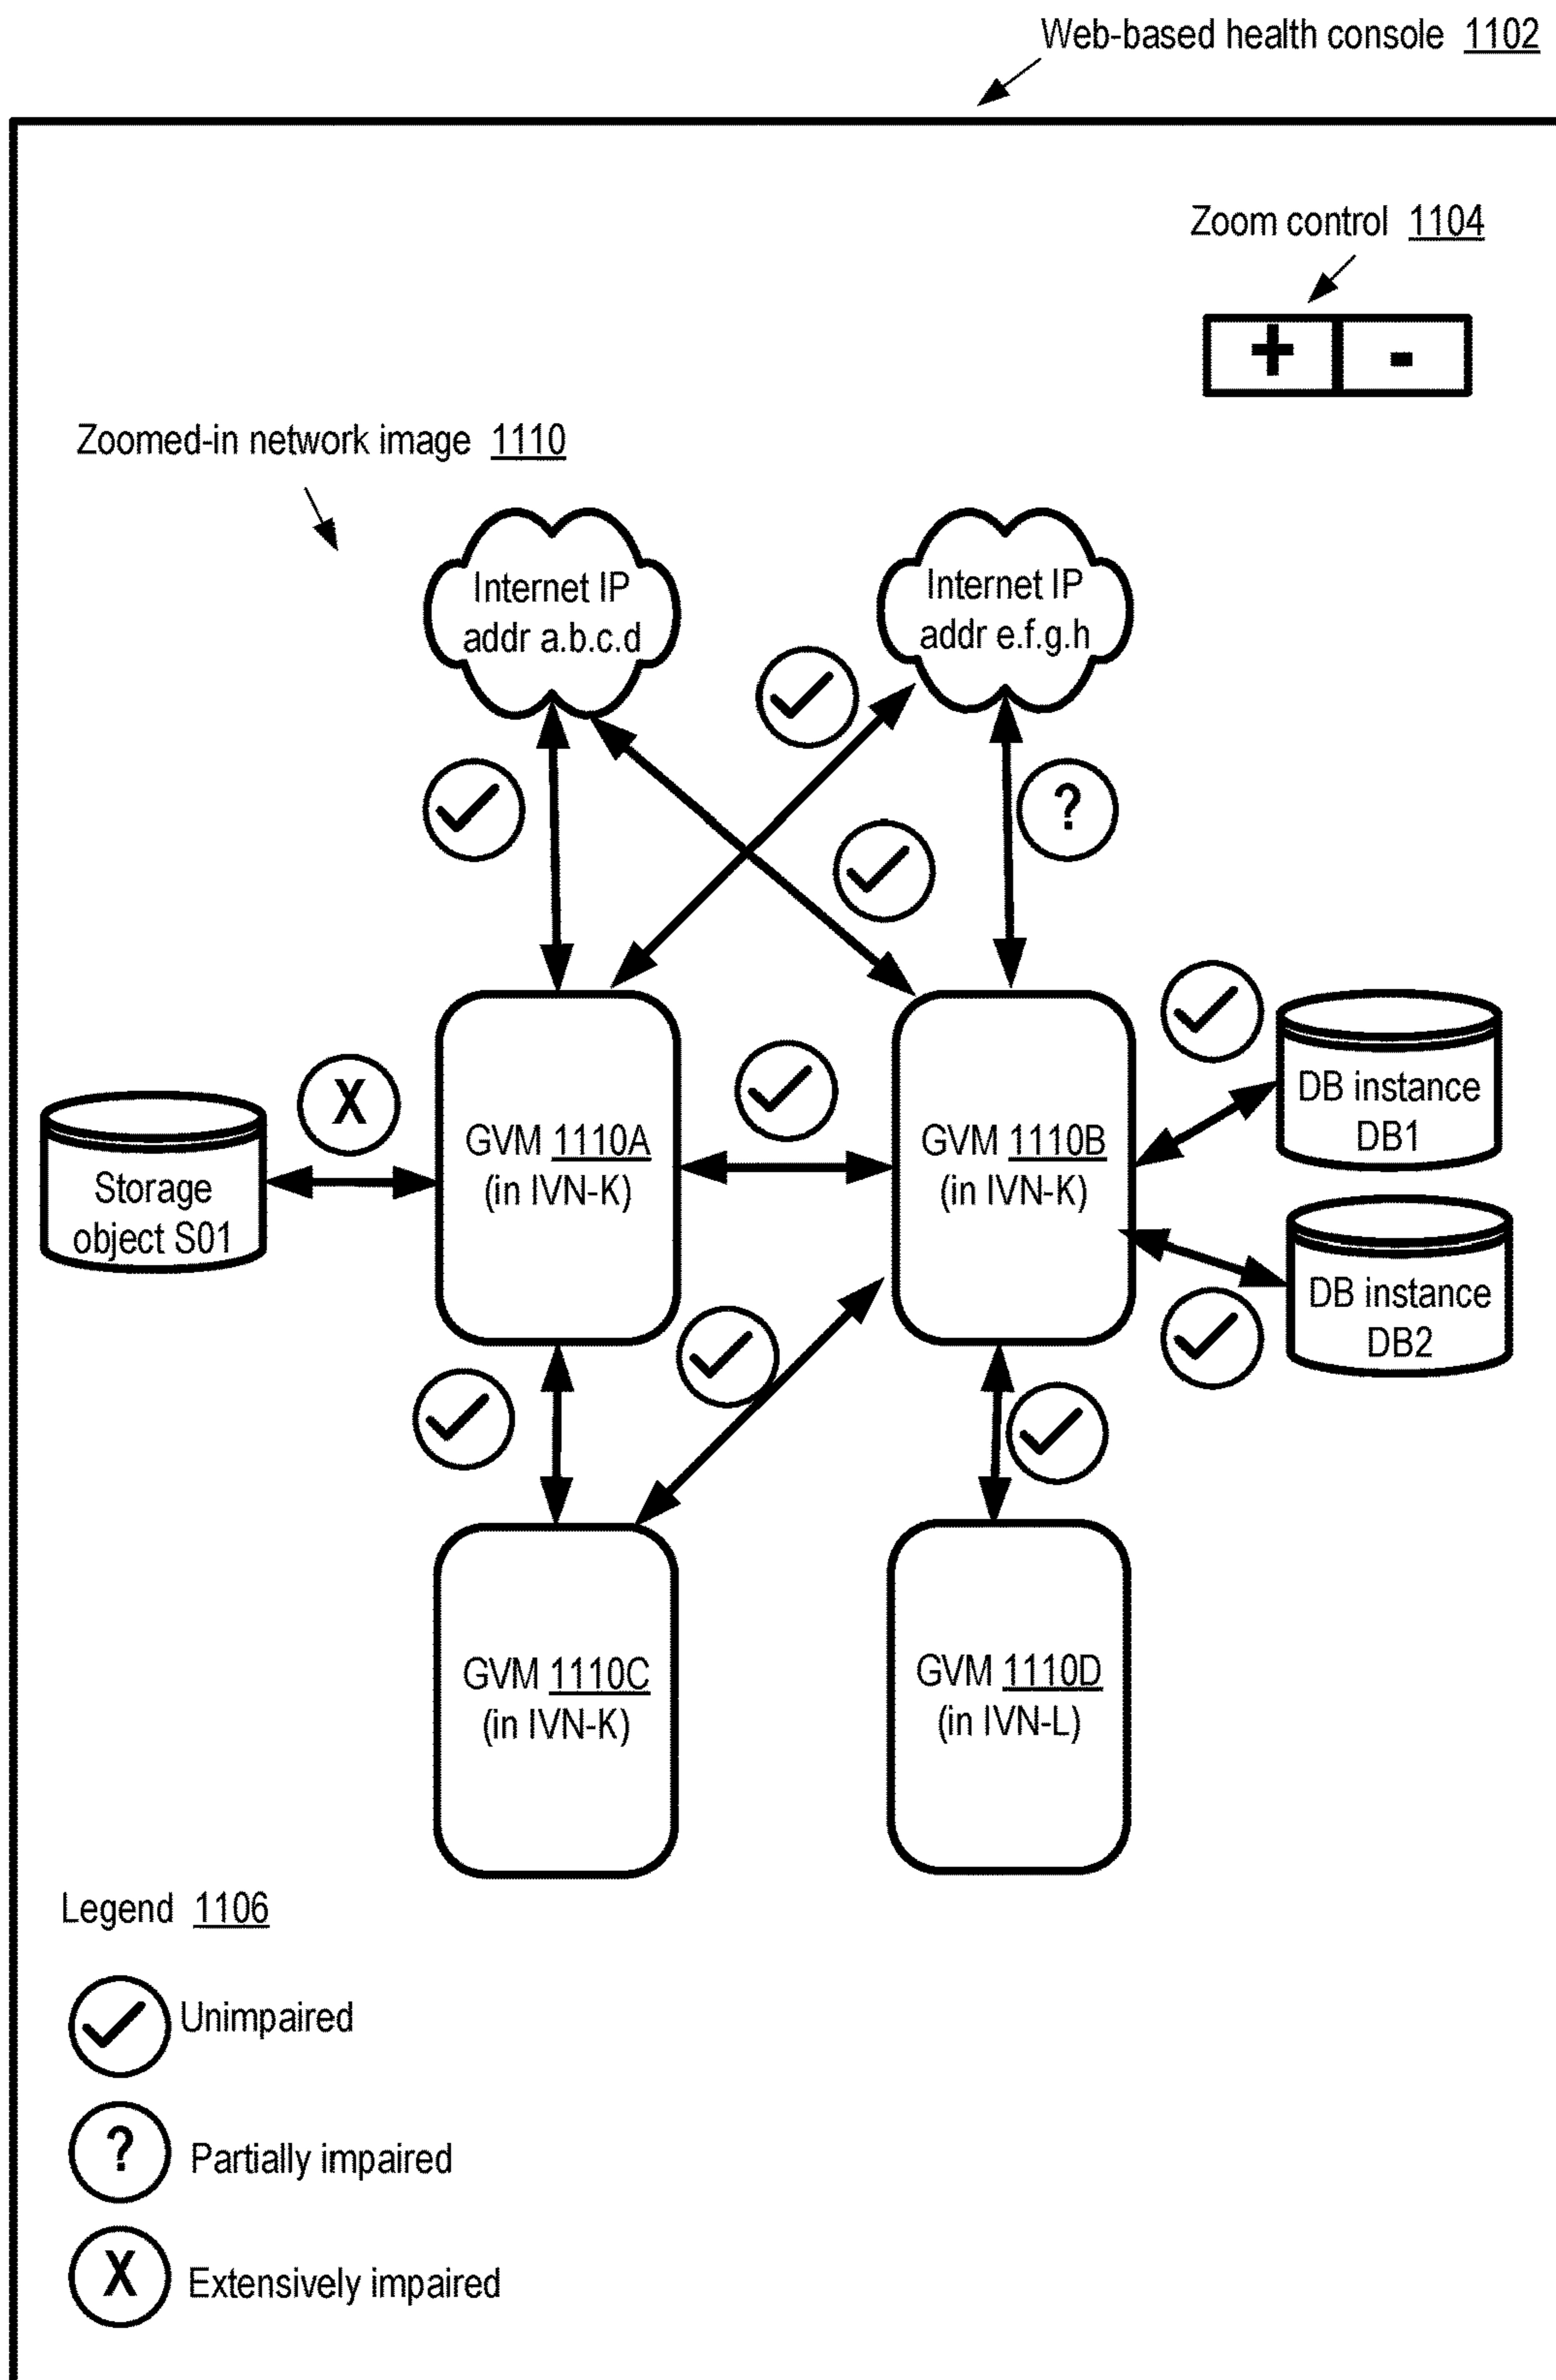 Web-based health console 1102
Zoom control 1104
+ -
Zoomed-in network image 1110
Internet IP
addr a.b.c.d
Internet IP
addr e.f.g.h
?
X
Storage
object S01
GVM 1110A
(in IVN-K)
GVM 1110B
(in IVN-K)
DB instance
DB1
DB instance
DB2
GVM 1110C
(in IVN-K)
GVM 1110D
(in IVN-L)
Legend 1106
Unimpaired
? Partially impaired
X Extensively impaired